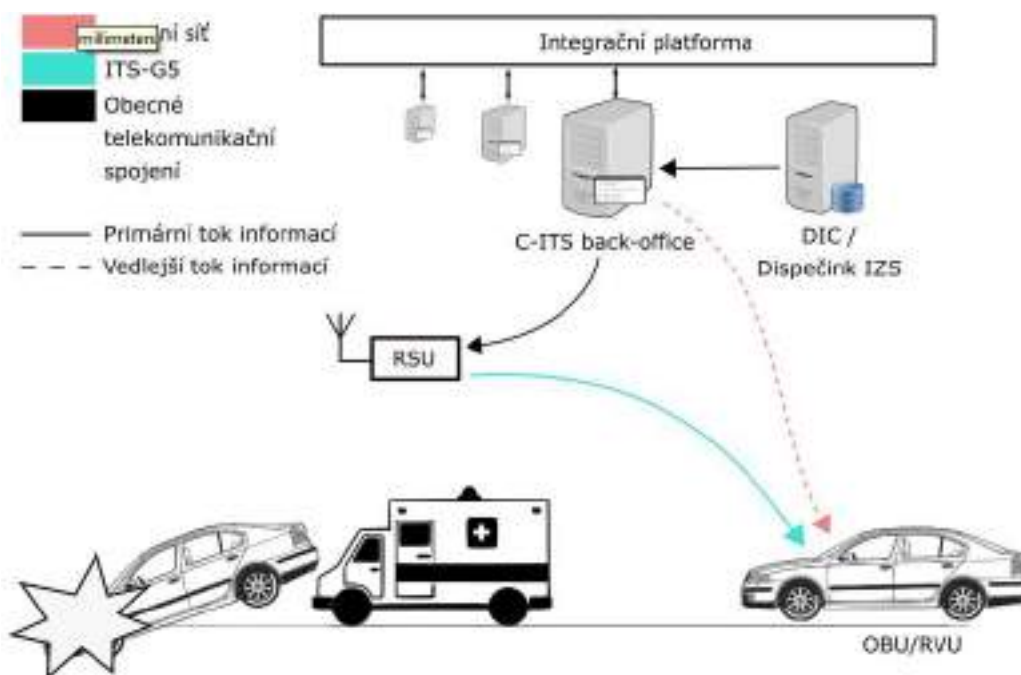 millimeters
ní síť
ITS-G5
Obecné
telekomunikační
spojení
Primární tok informací
Vedlejší tok informací
Integrační platforma
C-ITS back-office
DIC /
Dispečink IZS
RSU
OBU/RVU